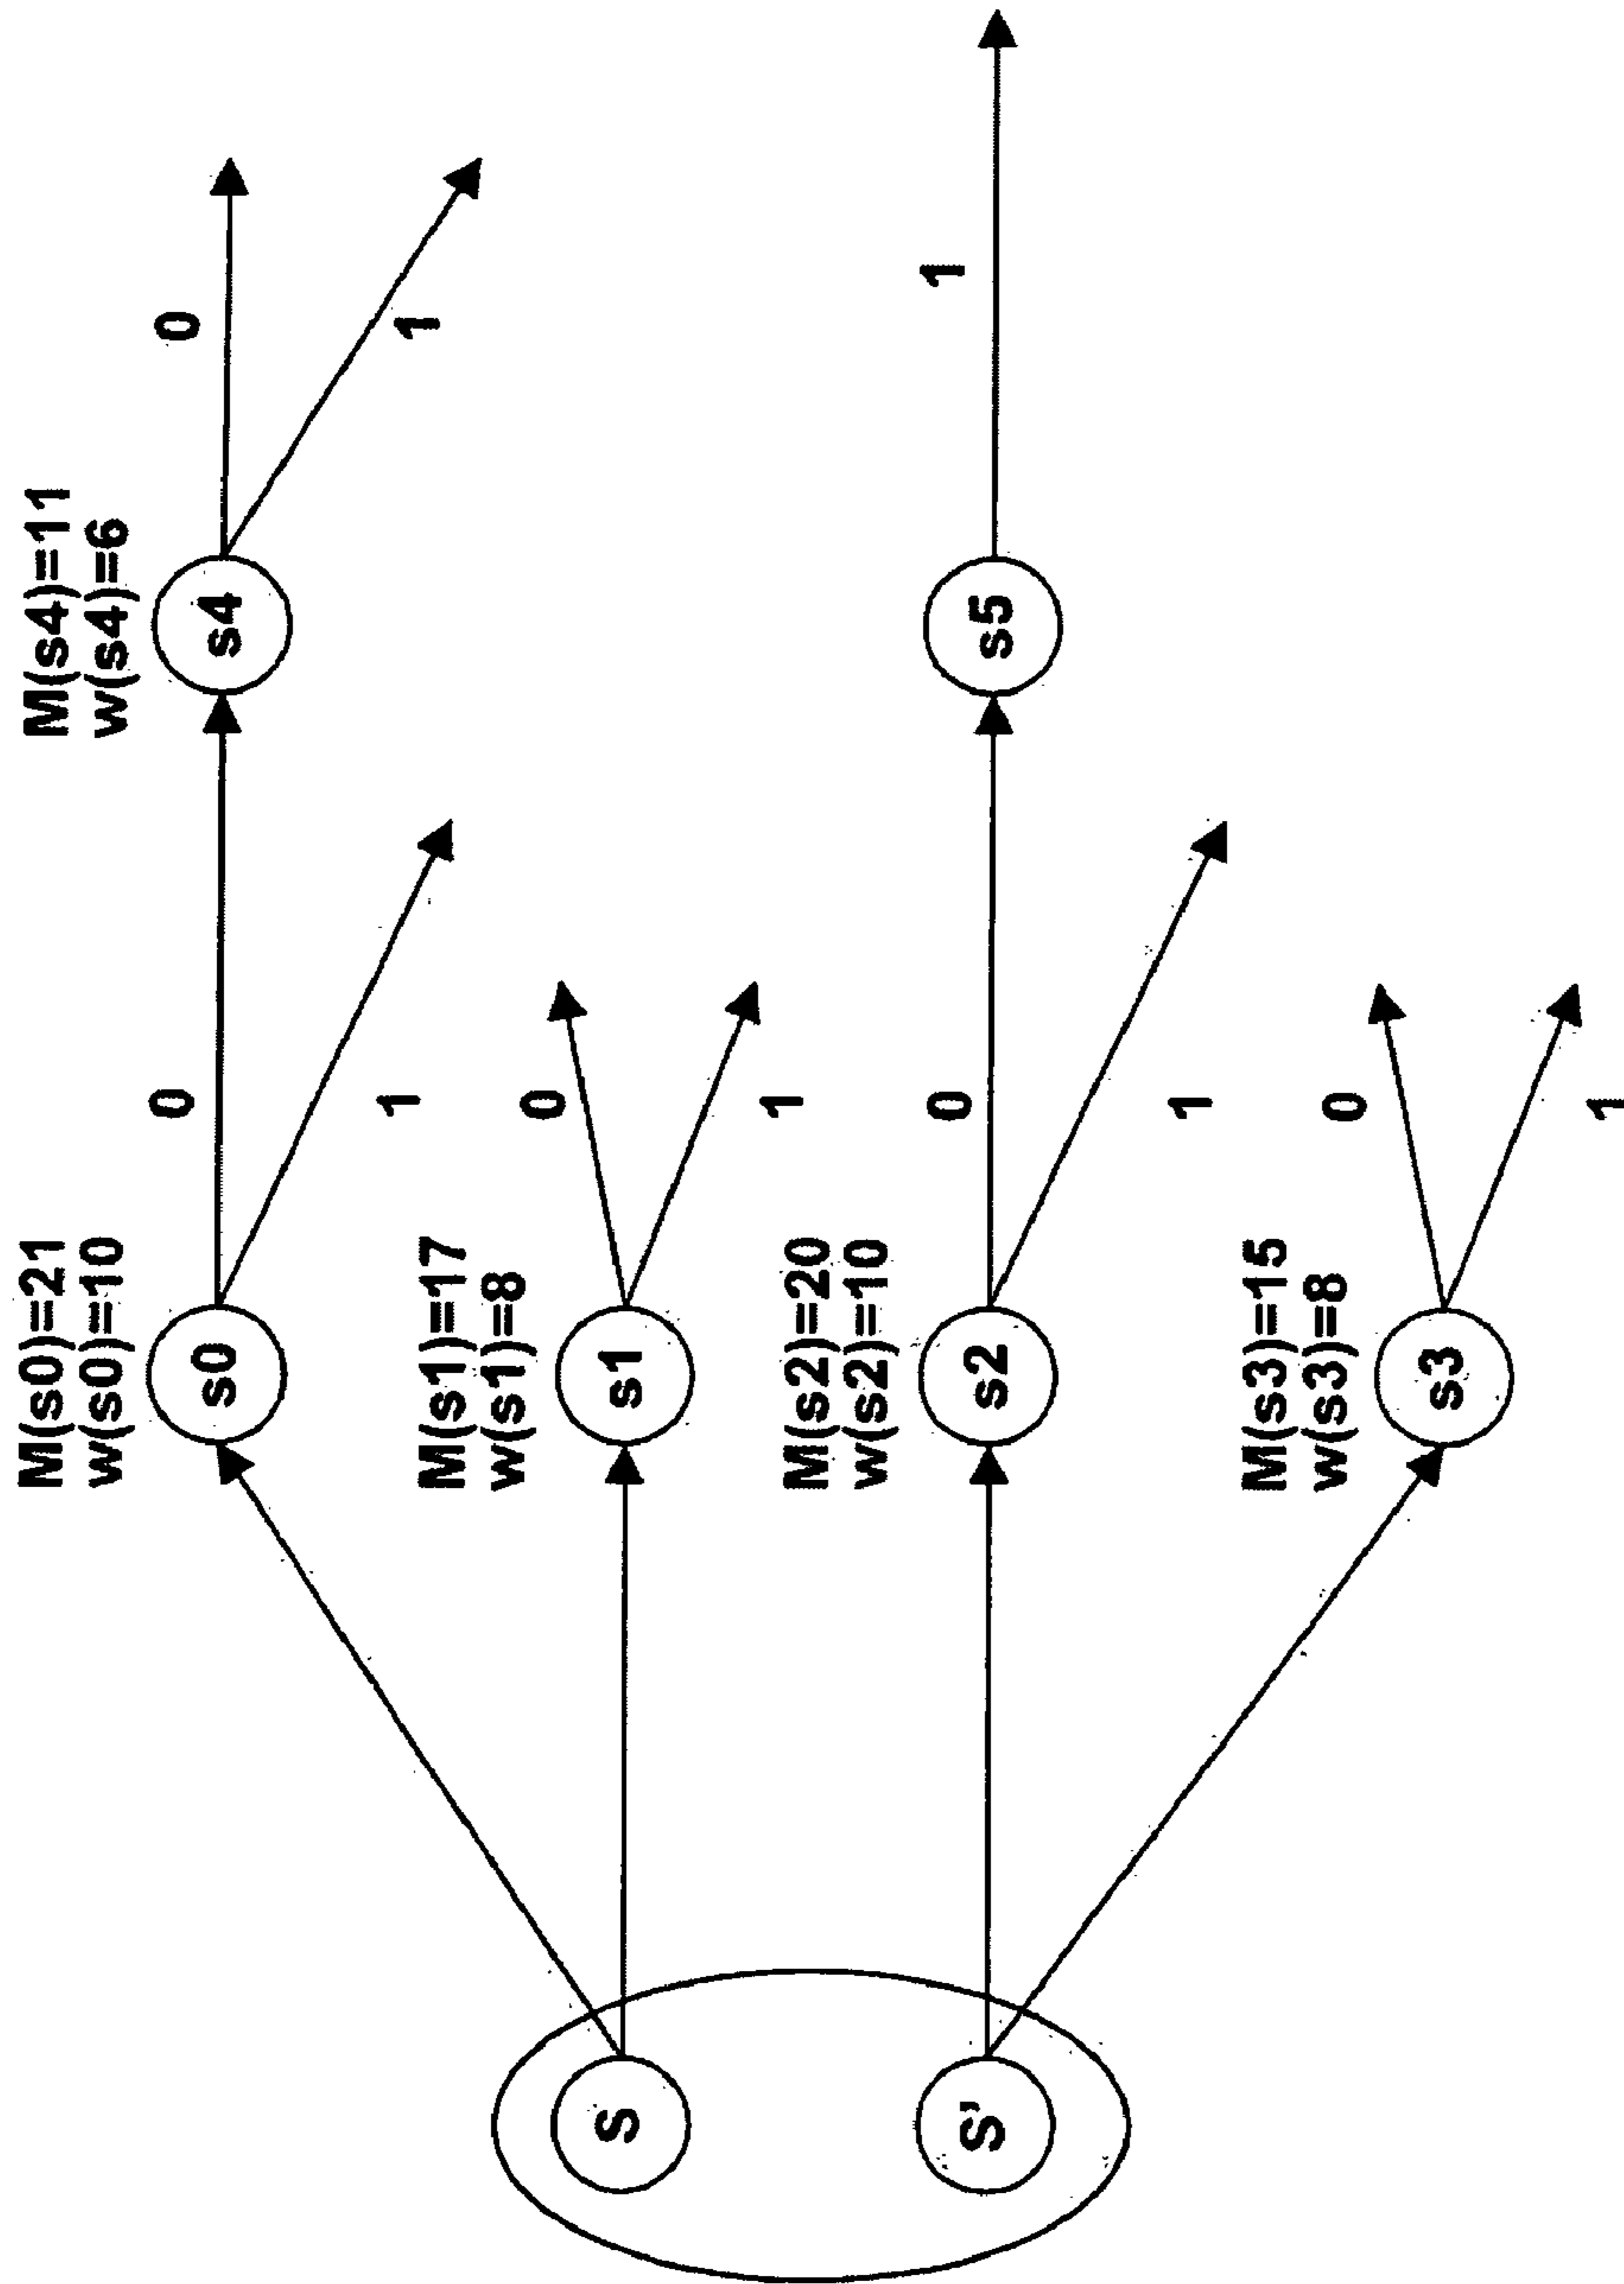 M(s0)=21
w(s0)=10
M(s4)=11
w(s4)=6
0
0
s0
s4
1
1
M(s1)=17
w(s1)=8
0
S
s1
1
M(s2)=20
w(s2)=10
0
1
S'
s2
s5
1
M(s3)=15
w(s3)=8
0
s3
1